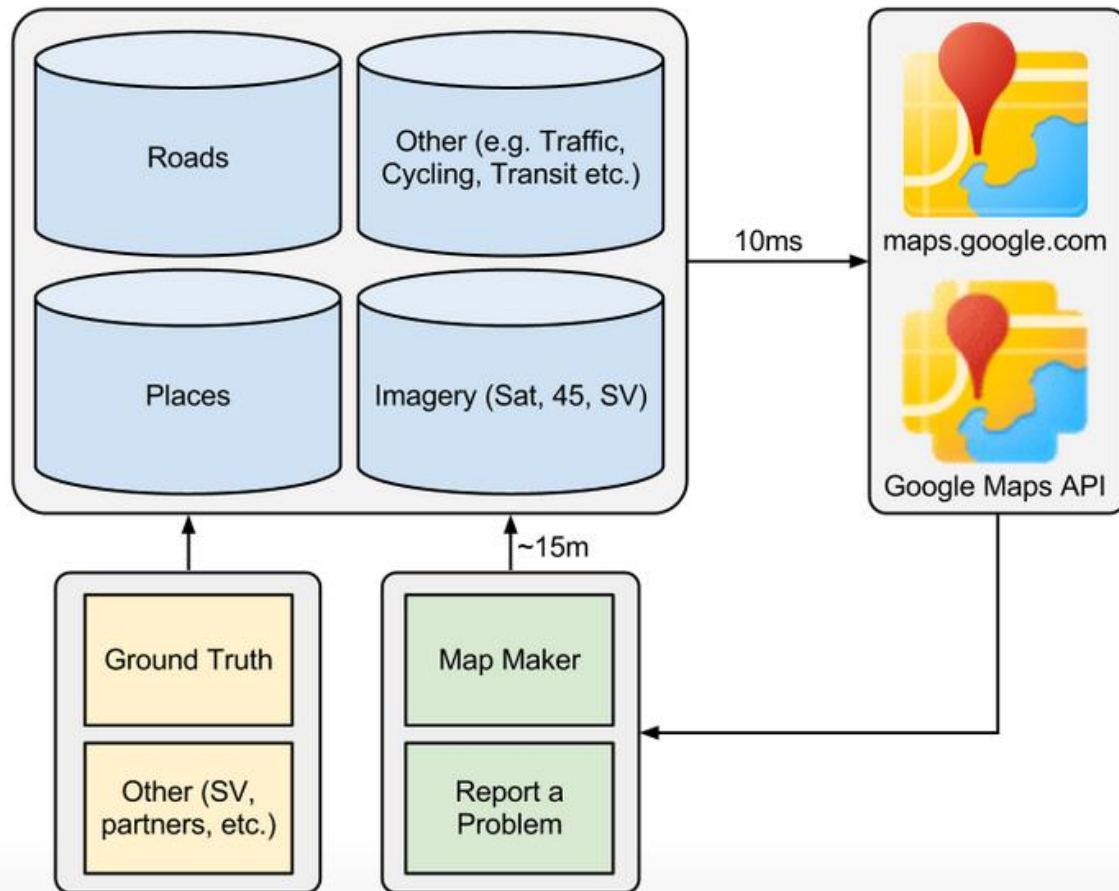 Roads
Other (e.g. Traffic,
Cycling, Transit etc.)
Places
Imagery (Sat, 45, SV)
10ms
maps.google.com
Google Maps API
~15m
Ground Truth
Other (SV,
partners, etc.)
Map Maker
Report a
Problem